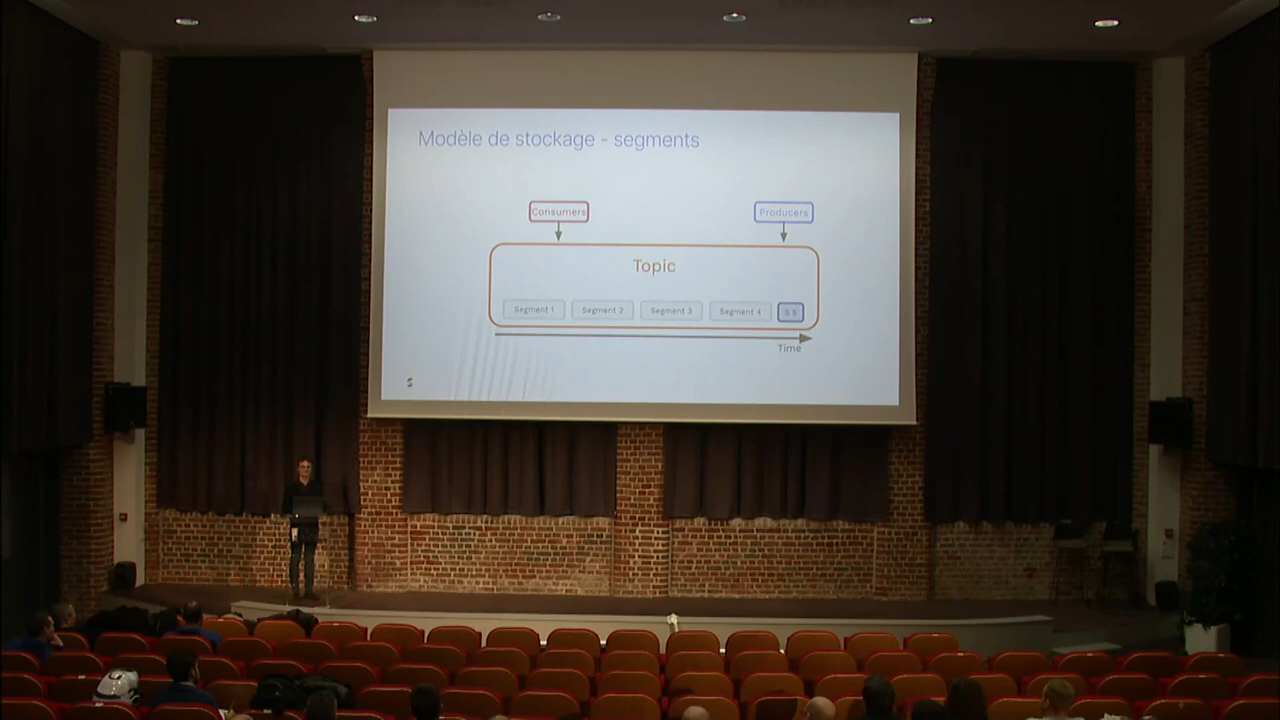 Modèle de stockage - segments
Consumers
Producers
Topic
Segment 1
Segment 2
Segment 3
Segment 4
S 5
Time